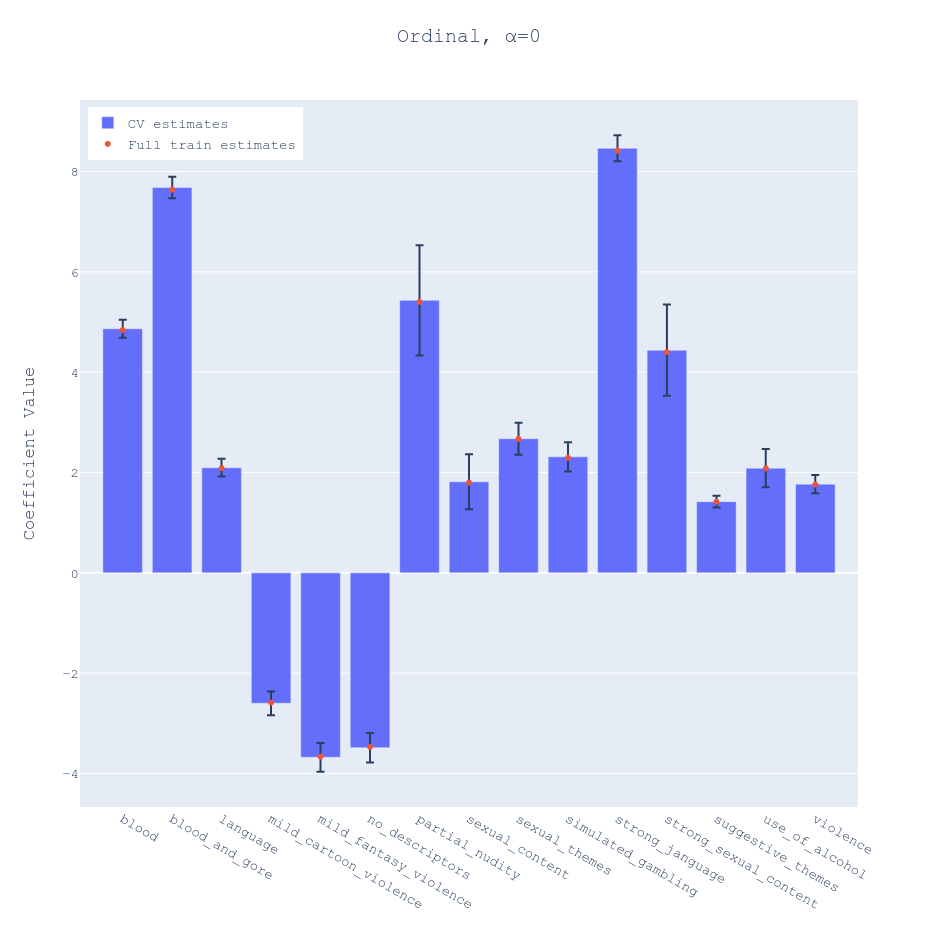 Ordinal, α=0
CV estimates
Full train estimates
8
6
4
2
0
−2
−4
Coefficient Value
blood
blood_and_gore
language
mild_cartoon_violence
mild_fantasy_violence
no_descriptors
partial_nudity
sexual_content
sexual_themes
simulated_gambling
strong_janguage
strong_sexual_content
suggestive_themes
use_of_alcohol
violence